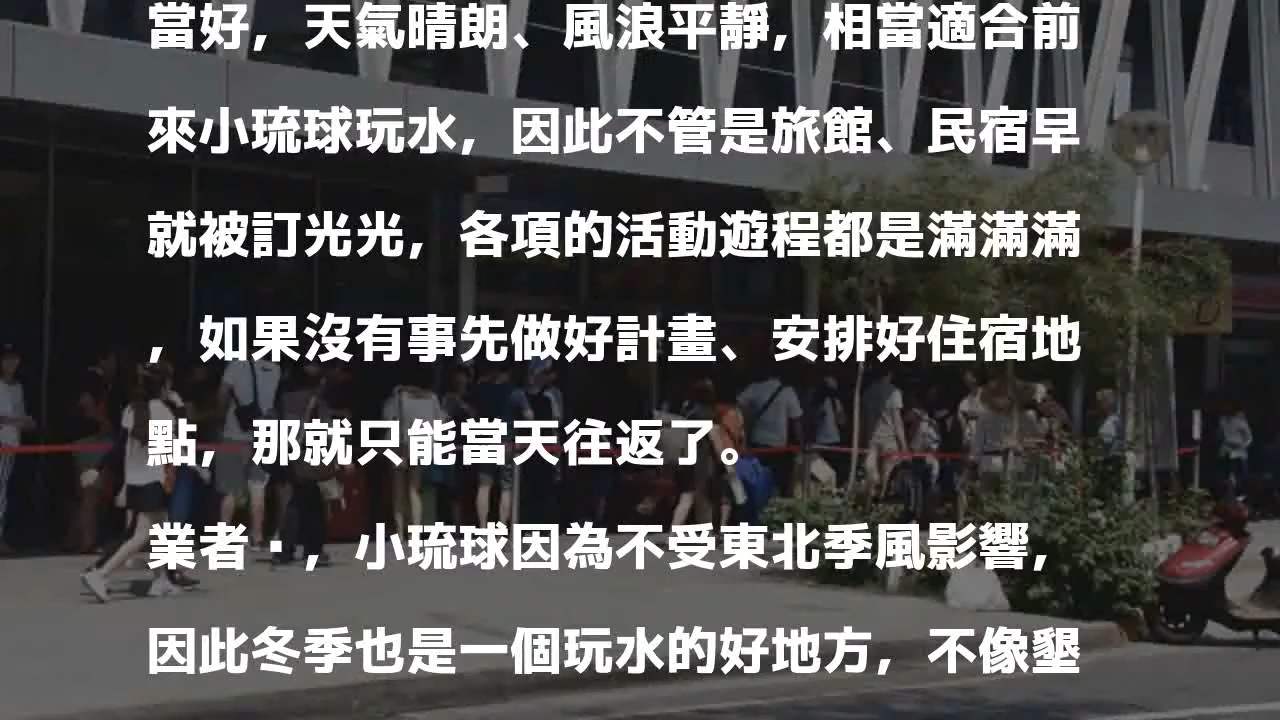 當好，天氣晴朗、風浪平靜，相當適合前
來小琉球玩水，因此不管是旅館、民宿早
就被訂光光，各項的活動遊程都是滿滿滿
，如果沒有事先做好計畫、安排好住宿地
點，那就只能當天往返了。
業者▪，小琉球因為不受東北季風影響，
因此冬季也是一個玩水的好地方，不像墾